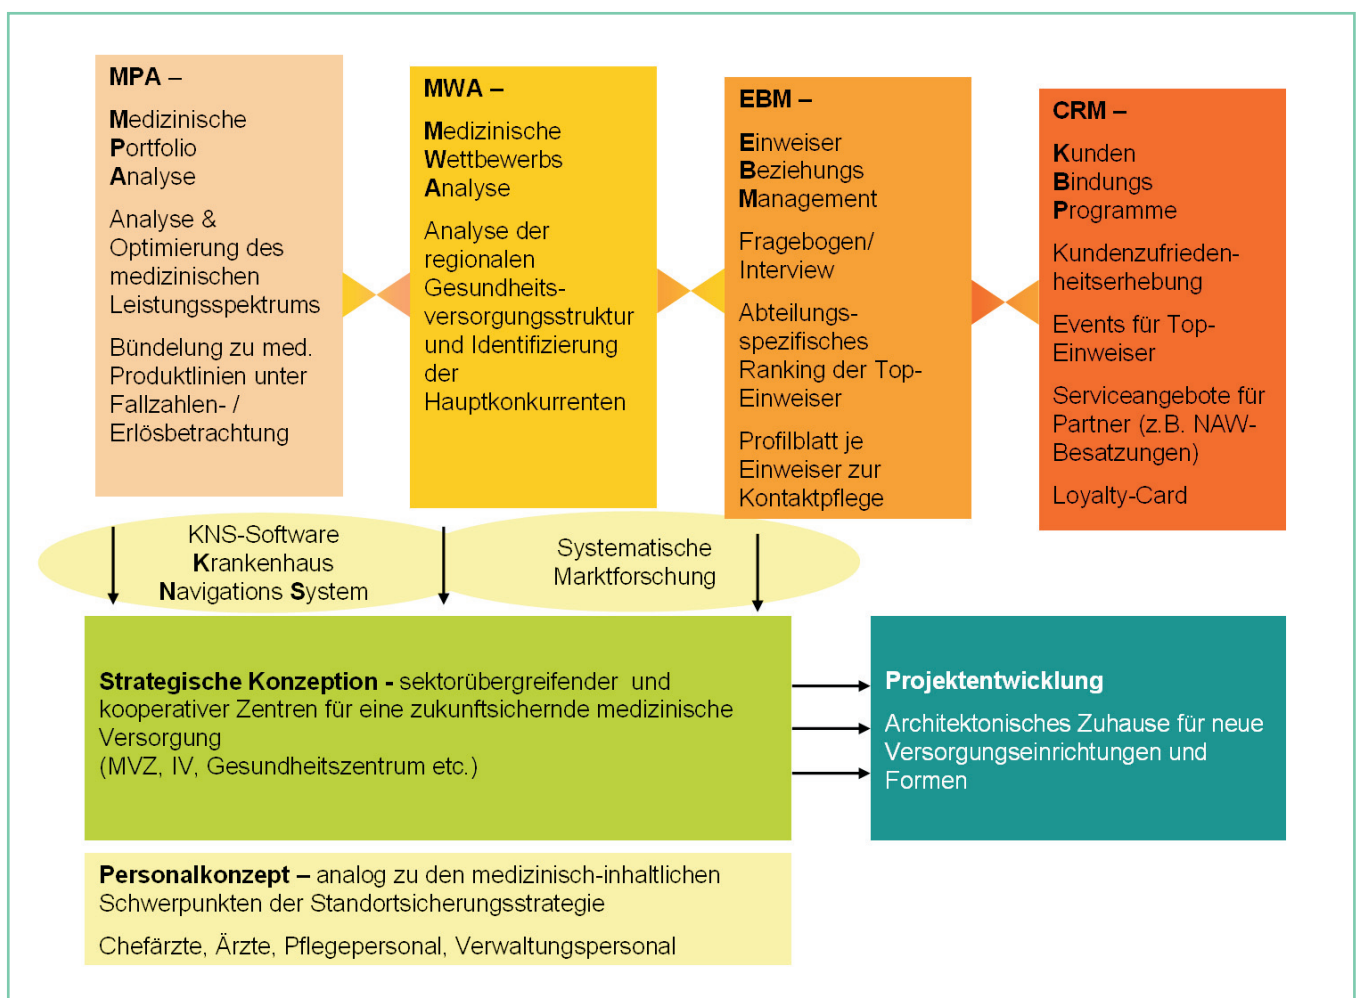 MPA –
Medizinische
Portfolio
Analyse
Analyse &
Optimierung des
medizinischen
Leistungsspektrums
Bündelung zu med.
Produktlinien unter
Fallzahlen- /
Erlösbetrachtung
MWA –
Medizinische
Wettbewerbs
Analyse
Analyse der
regionalen
Gesundheits-
versorgungsstruktur
und Identifizierung
der
Hauptkonkurrenten
EBM –
Einweiser
Beziehungs
Management
Fragebogen/
Interview
Abteilungs-
spezifisches
Ranking der Top-
Einweiser
Profilblatt je
Einweiser zur
Kontaktpflege
CRM –
Kunden
Bindungs
Programme
Kundenzufrieden-
heitserhebung
Events für Top-
Einweiser
Serviceangebote für
Partner (z.B. NAW-
Besatzungen)
Loyalty-Card
KNS-Software
Krankenhaus
Navigations System
Systematische
Marktforschung
Strategische Konzeption - sektorübergreifender und
kooperativer Zentren für eine zukunftsichernde medizinische
Versorgung
(MVZ, IV, Gesundheitszentrum etc.)
Projektentwicklung
Architektonisches Zuhause für neue
Versorgungseinrichtungen und
Formen
Personalkonzept – analog zu den medizinisch-inhaltlichen
Schwerpunkten der Standortsicherungsstrategie
Chefärzte, Ärzte, Pflegepersonal, Verwaltungspersonal